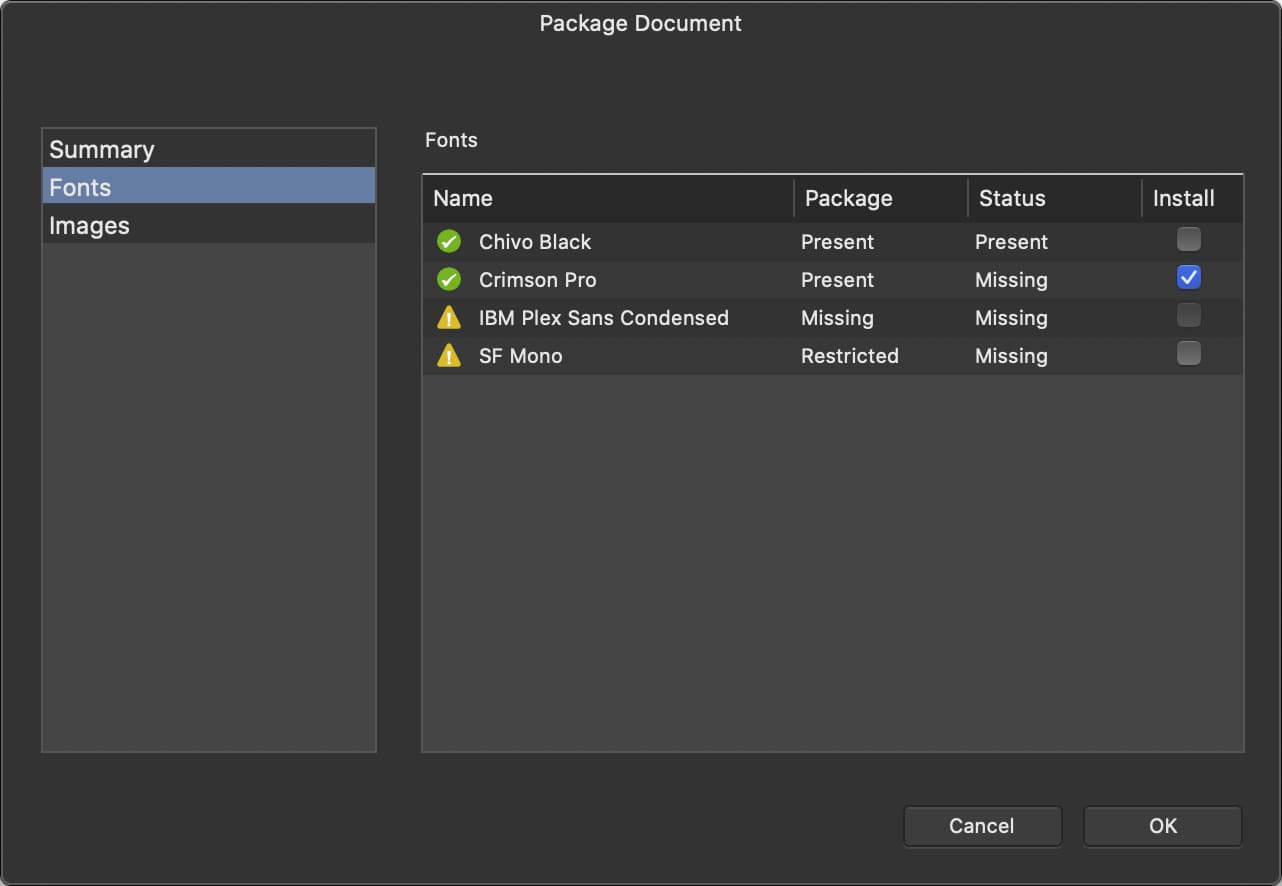 Package Document
Summary
Fonts
Images
Fonts
Name Package Status Install
Chivo Black Present Present
Crimson Pro Present Missing
IBM Plex Sans Condensed Missing Missing
SF Mono Restricted Missing
Cancel OK